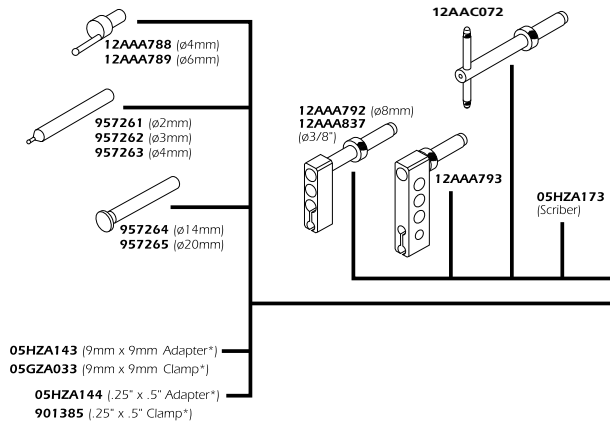 12AAC072
12AAA788 (ø4mm)
12AAA789 (ø6mm)
957261 (ø2mm)
957262 (ø3mm)
957263 (ø4mm)
12AAA792 (ø8mm)
12AAA837
(ø3/8")
12AAA793
05HZA173
(Scriber)
957264 (ø14mm)
957265 (ø20mm)
05HZA143 (9mm x 9mm Adapter*)
05GZA033 (9mm x 9mm Clamp*)
05HZA144 (.25" x .5" Adapter*)
901385 (.25" x .5" Clamp*)